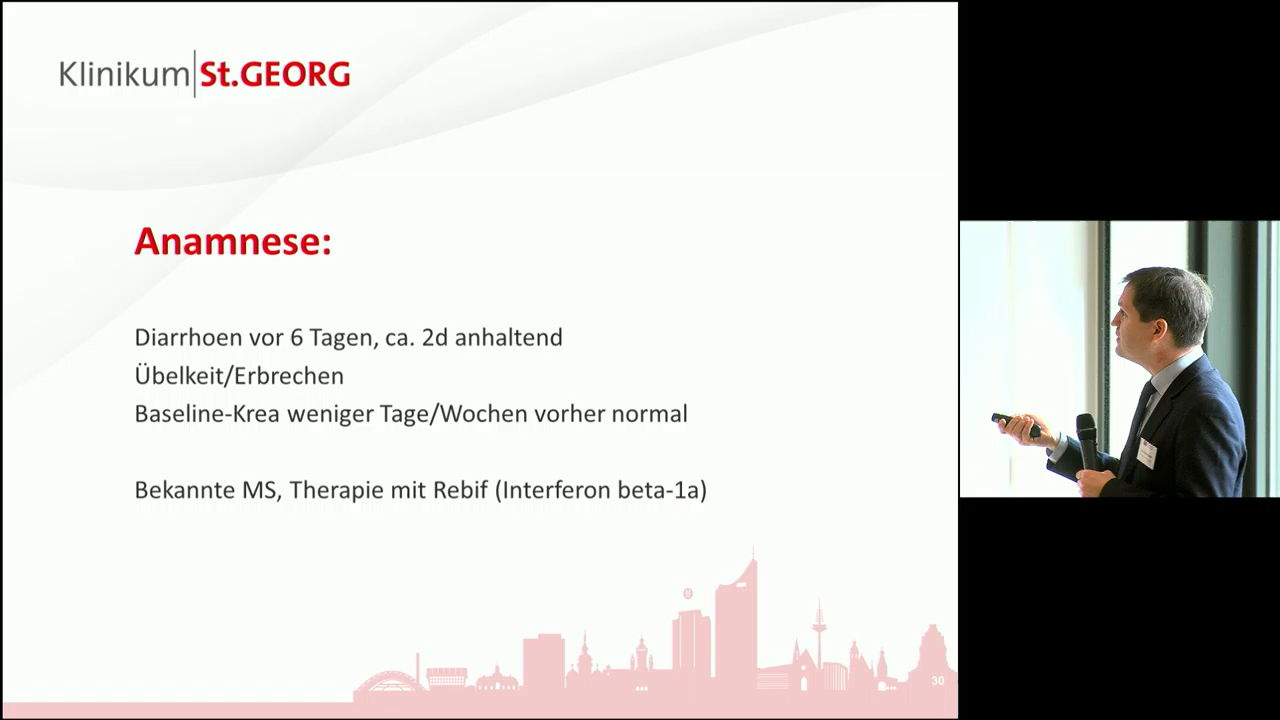 Klinikum St.GEORG
Anamnese:
Diarrhoen vor 6 Tagen, ca. 2d anhaltend
Übelkeit/Erbrechen
Baseline-Krea weniger Tage/Wochen vorher normal
Bekannte MS, Therapie mit Rebif (Interferon beta-1a)
30